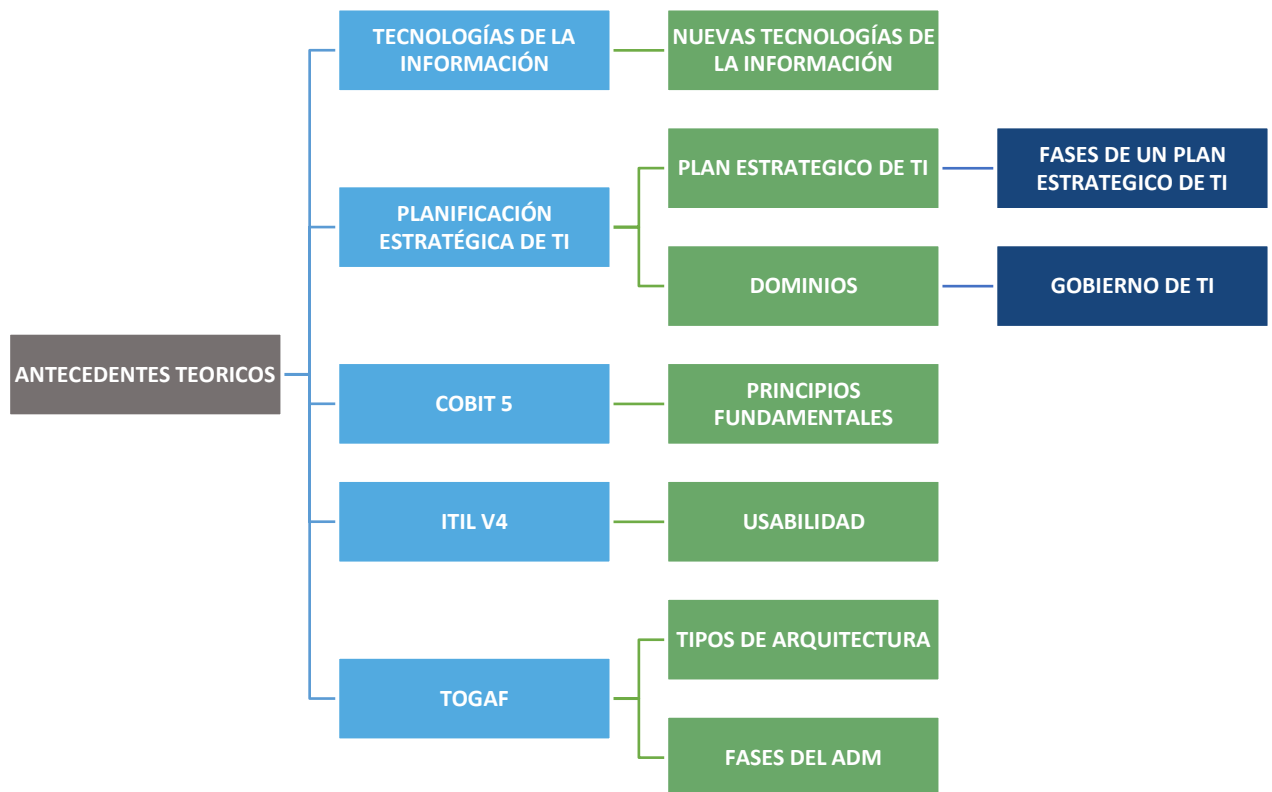 ANTECEDENTES TEORICOS
TECNOLOGÍAS DE LA
INFORMACIÓN
NUEVAS TECNOLOGÍAS DE
LA INFORMACIÓN
PLANIFICACIÓN
ESTRATÉGICA DE TI
PLAN ESTRATEGICO DE TI
FASES DE UN PLAN
ESTRATEGICO DE TI
DOMINIOS
GOBIERNO DE TI
COBIT 5
PRINCIPIOS
FUNDAMENTALES
ITIL V4
USABILIDAD
TOGAF
TIPOS DE ARQUITECTURA
FASES DEL ADM